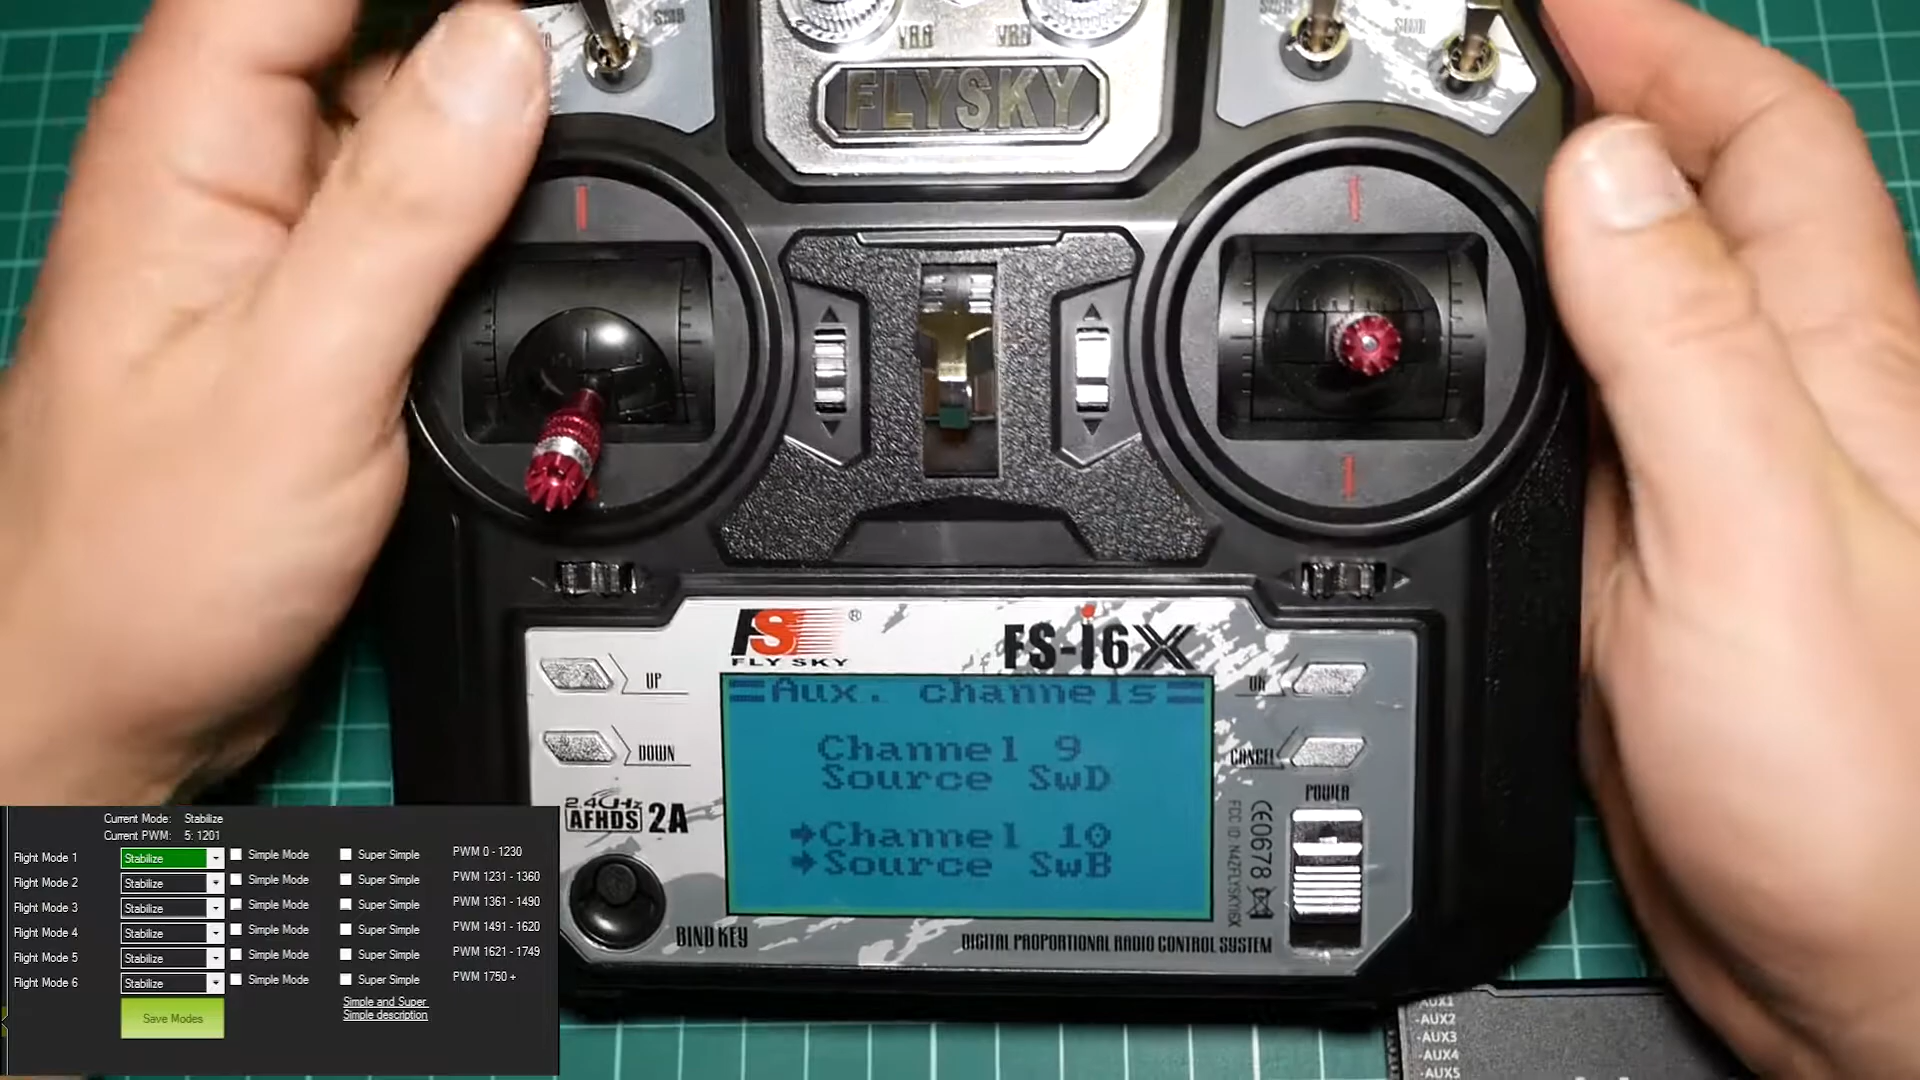 VRA VRB
FLYSKY
FS ®
FLY SKY
FS-i6X
UP
DOWN
OK
CANCEL
POWER
2.4GHz
AFHDS 2A
BIND KEY
=Aux. channels=
Channel 9
Source SwD
➔Channel 10
➔Source SwB
DIGITAL PROPORTIONAL RADIO CONTROL SYSTEM
CE0678
Current Mode: Stabilize
Current PWM: 5: 1201
Flight Mode 1 Stabilize Simple Mode Super Simple PWM 0 - 1230
Flight Mode 2 Stabilize Simple Mode Super Simple PWM 1231 - 1360
Flight Mode 3 Stabilize Simple Mode Super Simple PWM 1361 - 1490
Flight Mode 4 Stabilize Simple Mode Super Simple PWM 1491 - 1620
Flight Mode 5 Stabilize Simple Mode Super Simple PWM 1621 - 1749
Flight Mode 6 Stabilize Simple Mode Super Simple PWM 1750 +
Save Modes
Simple and Super
Simple description
AUX1
-AUX2
-AUX3
-AUX4
-AUX5